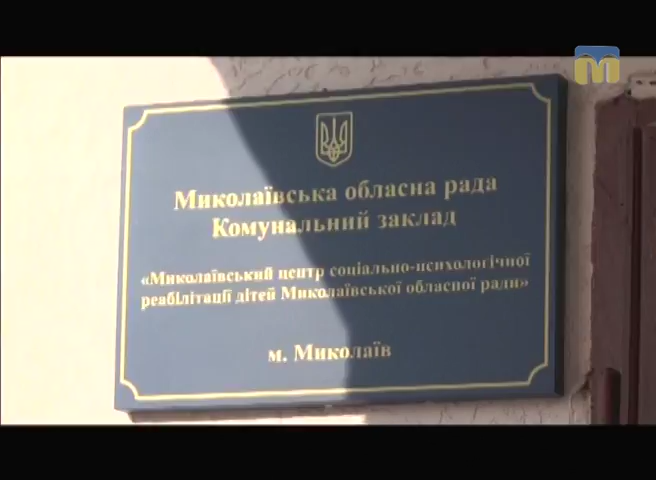 Миколаївська обласна рада
Комунальний заклад
«Миколаївський центр соціально-психологічної
реабілітації дітей Миколаївської обласної ради»
м. Миколаїв